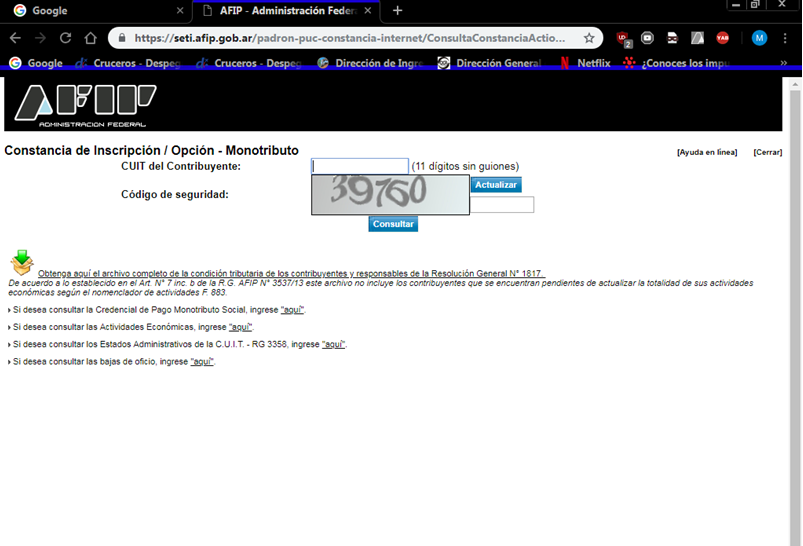 Google
AFIP - Administración Feder
https://seti.afip.gob.ar/padron-puc-constancia-internet/ConsultaConstanciaActio...
2
ABP
M
Google
Cruceros - Despeg
Cruceros - Despeg
Dirección de Ingre
Dirección General
Netflix
¿Conoces los impu
AFIP
ADMINISTRACION FEDERAL
Constancia de Inscripción / Opción - Monotributo
[Ayuda en línea] [Cerrar]
CUIT del Contribuyente: (11 dígitos sin guiones)
Código de seguridad: 39760 Actualizar
Consultar
Obtenga aquí el archivo completo de la condición tributaria de los contribuyentes y responsables de la Resolución General N° 1817.
De acuerdo a lo establecido en el Art. N° 7 inc. b de la R.G. AFIP N° 3537/13 este archivo no incluye los contribuyentes que se encuentran pendientes de actualizar la totalidad de sus actividades
económicas según el nomenclador de actividades F. 883.
Si desea consultar la Credencial de Pago Monotributo Social, ingrese "aquí".
Si desea consultar las Actividades Económicas, ingrese "aquí".
Si desea consultar los Estados Administrativos de la C.U.I.T. - RG 3358, ingrese "aquí".
Si desea consultar las bajas de oficio, ingrese "aquí".